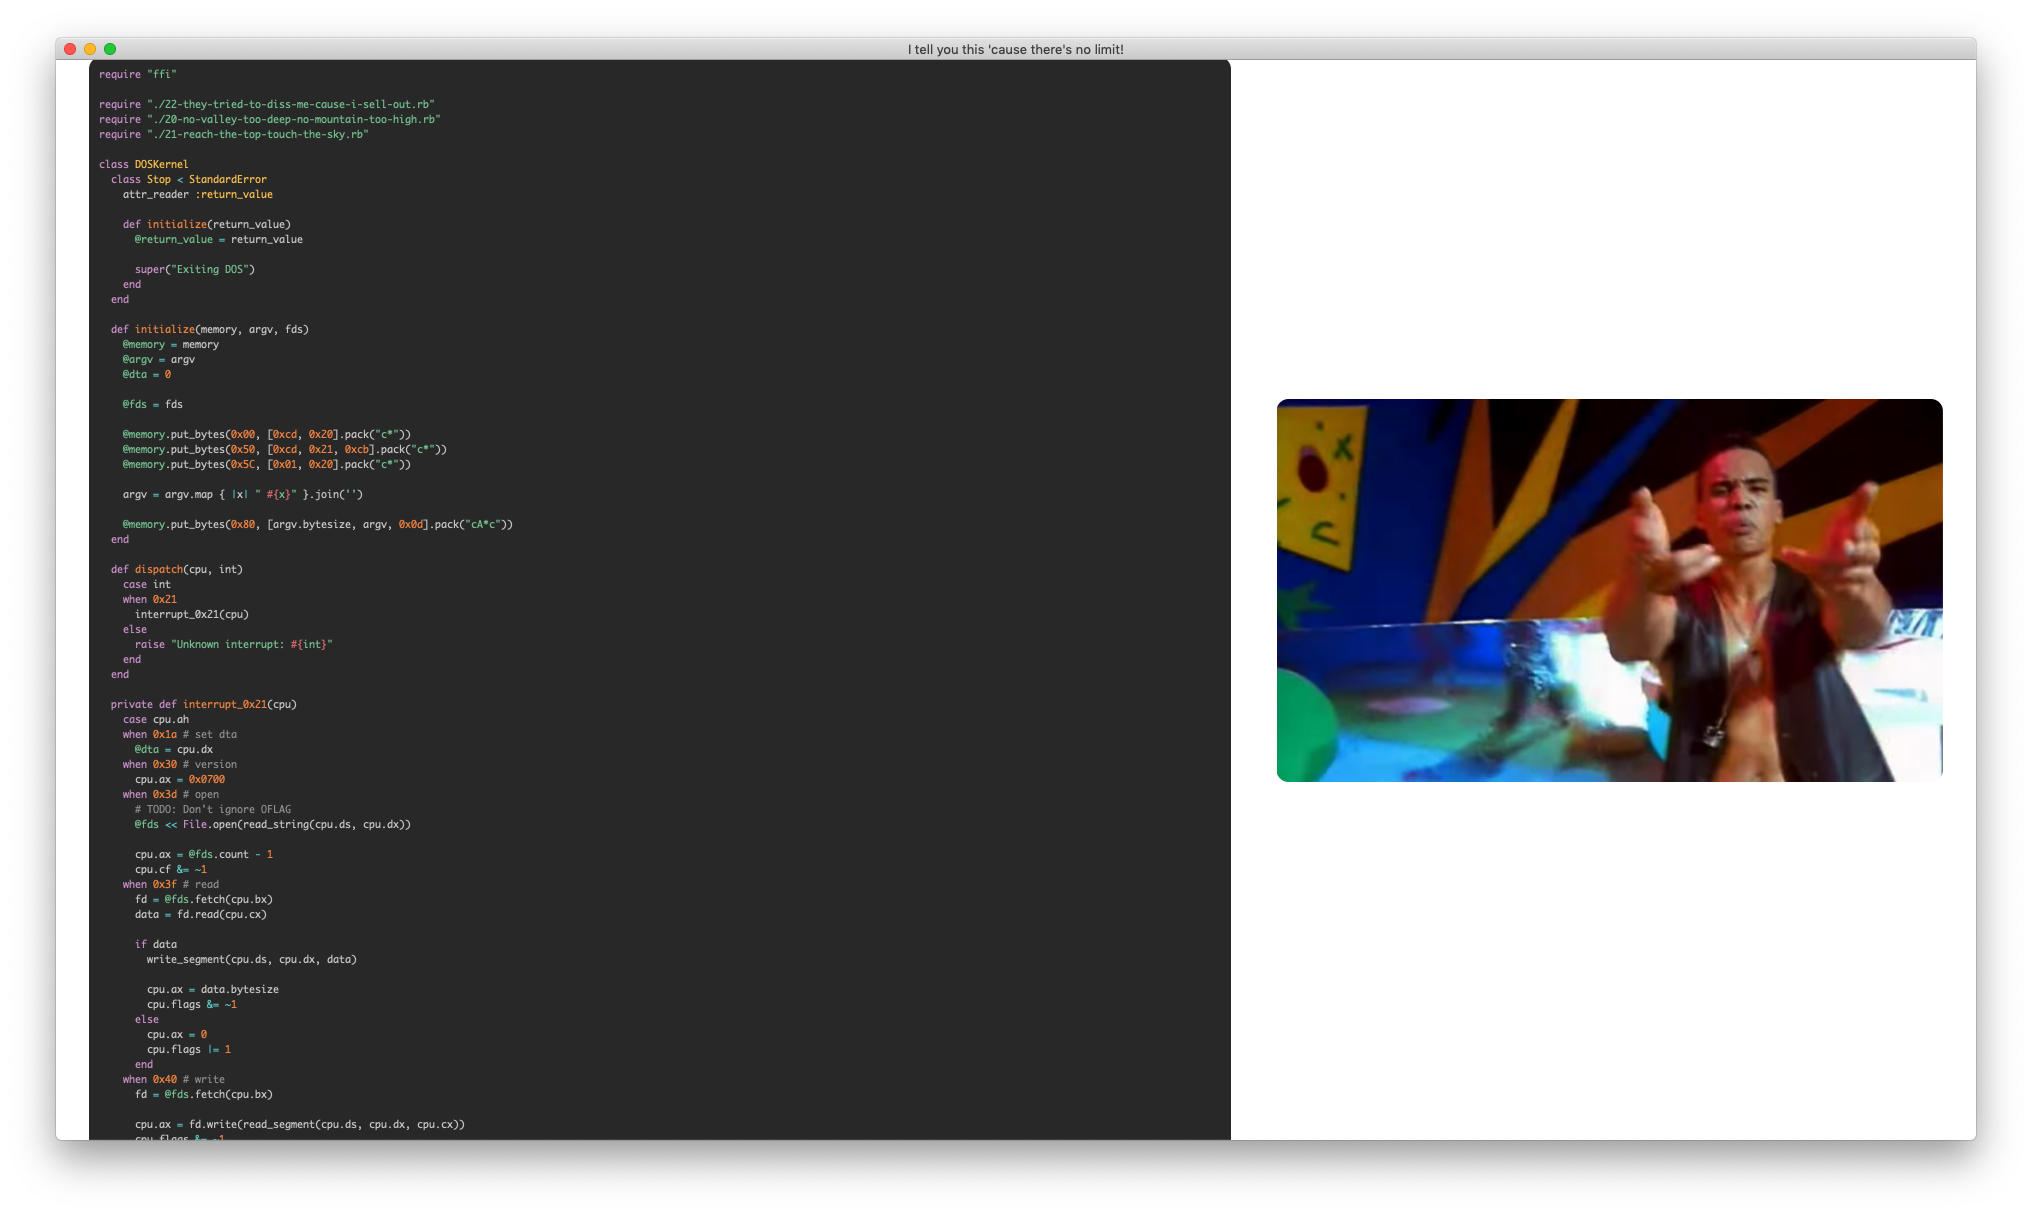 I tell you this 'cause there's no limit!
require "ffi"
require "./22-they-tried-to-diss-me-cause-i-sell-out.rb"
require "./20-no-valley-too-deep-no-mountain-too-high.rb"
require "./21-reach-the-top-touch-the-sky.rb"
class DOSKernel
  class Stop < StandardError
    attr_reader :return_value
    def initialize(return_value)
      @return_value = return_value
      super("Exiting DOS")
    end
  end
  def initialize(memory, argv, fds)
    @memory = memory
    @argv = argv
    @dta = 0
    @fds = fds
    @memory.put_bytes(0x00, [0xcd, 0x20].pack("c*"))
    @memory.put_bytes(0x50, [0xcd, 0x21, 0xcb].pack("c*"))
    @memory.put_bytes(0x5C, [0x01, 0x20].pack("c*"))
    argv = argv.map { |x| " #{x}" }.join('')
    @memory.put_bytes(0x80, [argv.bytesize, argv, 0x0d].pack("cA*c"))
  end
  def dispatch(cpu, int)
    case int
    when 0x21
      interrupt_0x21(cpu)
    else
      raise "Unknown interrupt: #{int}"
    end
  end
  private def interrupt_0x21(cpu)
    case cpu.ah
    when 0x1a # set dta
      @dta = cpu.dx
    when 0x30 # version
      cpu.ax = 0x0700
    when 0x3d # open
      # TODO: Don't ignore OFLAG
      @fds << File.open(read_string(cpu.ds, cpu.dx))
      cpu.ax = @fds.count - 1
      cpu.cf &= ~1
    when 0x3f # read
      fd = @fds.fetch(cpu.bx)
      data = fd.read(cpu.cx)
      if data
        write_segment(cpu.ds, cpu.dx, data)
        cpu.ax = data.bytesize
        cpu.flags &= ~1
      else
        cpu.ax = 0
        cpu.flags |= 1
      end
    when 0x40 # write
      fd = @fds.fetch(cpu.bx)
      cpu.ax = fd.write(read_segment(cpu.ds, cpu.dx, cpu.cx))
      cpu.flags &= ~1